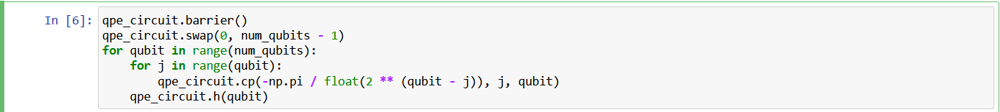 In [6]: qpe_circuit.barrier()
qpe_circuit.swap(0, num_qubits - 1)
for qubit in range(num_qubits):
    for j in range(qubit):
        qpe_circuit.cp(-np.pi / float(2 ** (qubit - j)), j, qubit)
    qpe_circuit.h(qubit)